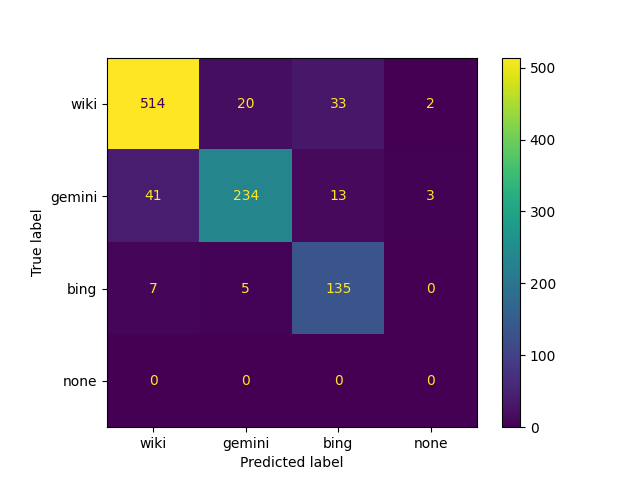 wiki 514 20 33 2
gemini 41 234 13 3
bing 7 5 135 0
none 0 0 0 0
wiki gemini bing none
Predicted label
True label
500
400
300
200
100
0